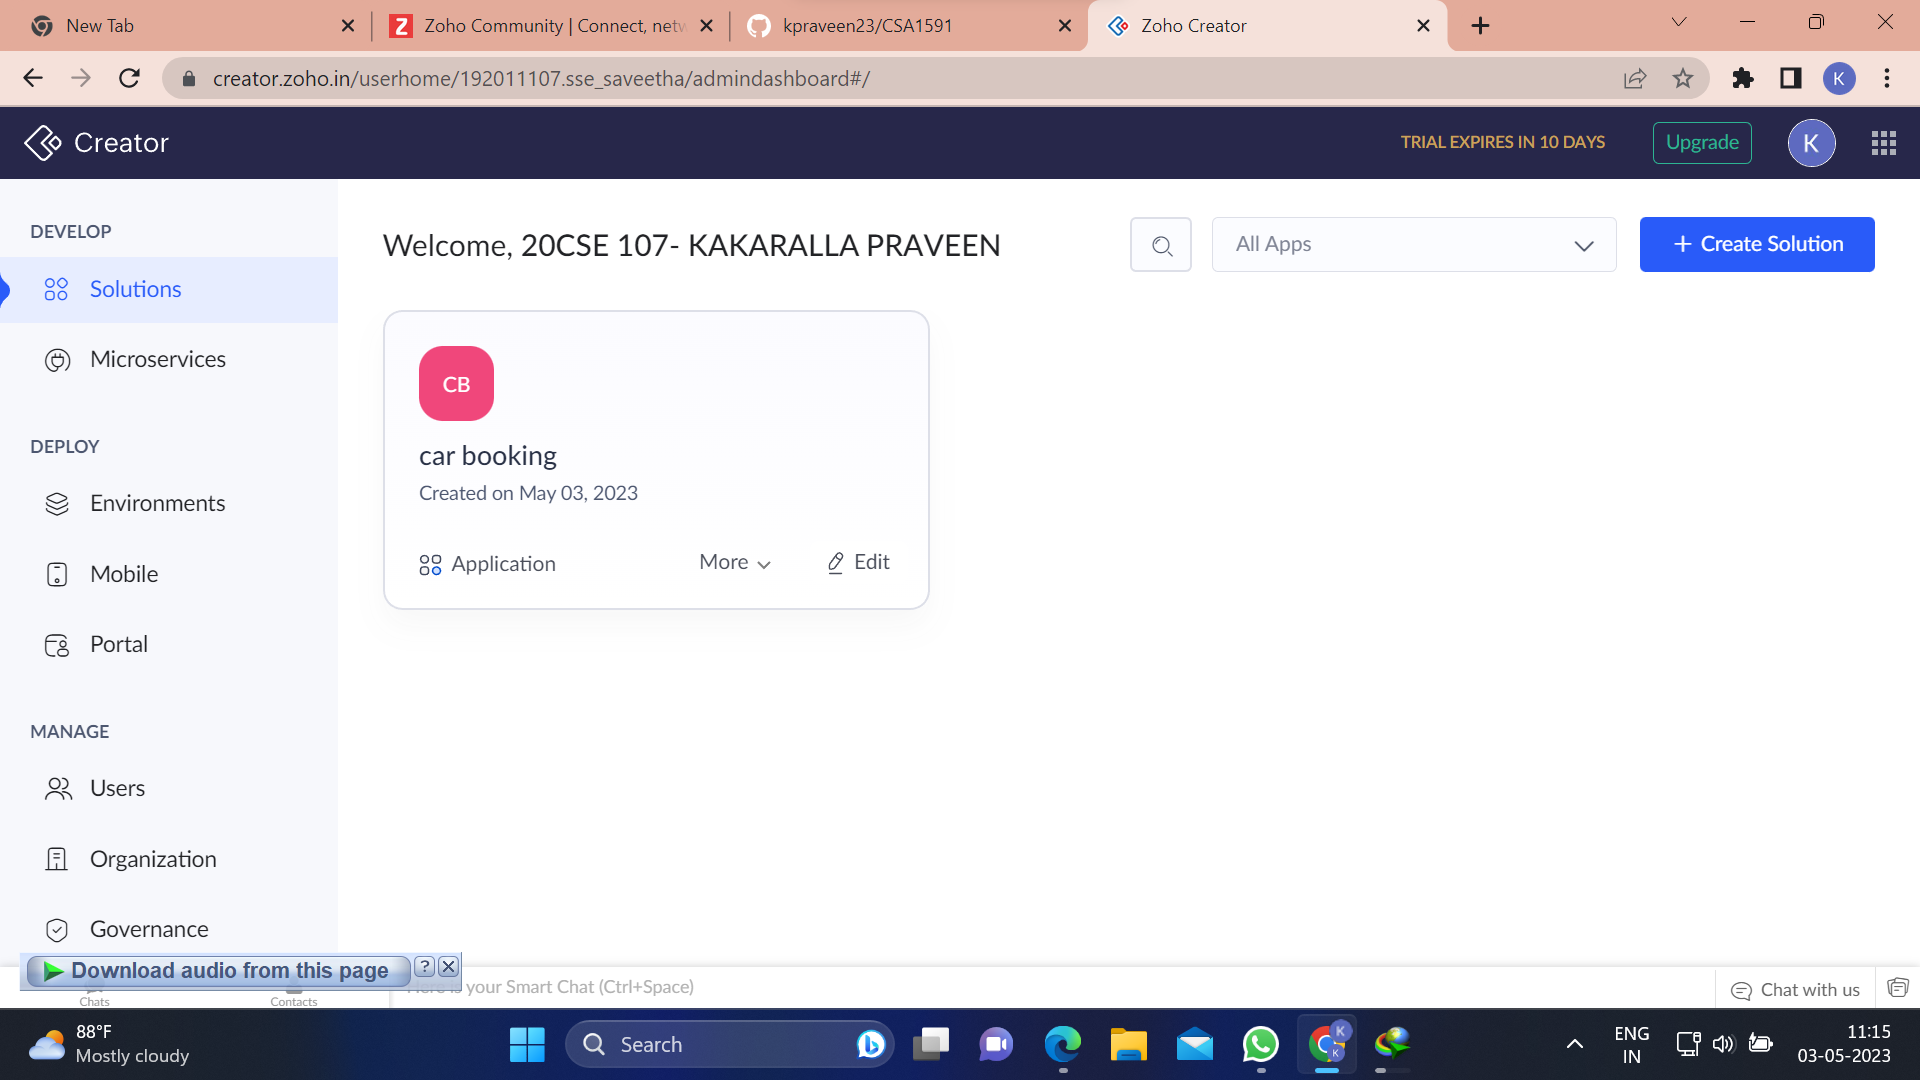 New Tab
Zoho Community | Connect, netw
kpraveen23/CSA1591
Zoho Creator
creator.zoho.in/userhome/192011107.sse_saveetha/admindashboard#/
K
Creator
TRIAL EXPIRES IN 10 DAYS
Upgrade
K
DEVELOP
Solutions
Microservices
DEPLOY
Environments
Mobile
Portal
MANAGE
Users
Organization
Governance
Welcome, 20CSE 107- KAKARALLA PRAVEEN
All Apps
+ Create Solution
CB
car booking
Created on May 03, 2023
Application
More
Edit
Download audio from this page
?
Chats
Contacts
Here is your Smart Chat (Ctrl+Space)
Chat with us
88°F
Mostly cloudy
Search
K
K
ENG
IN
11:15
03-05-2023